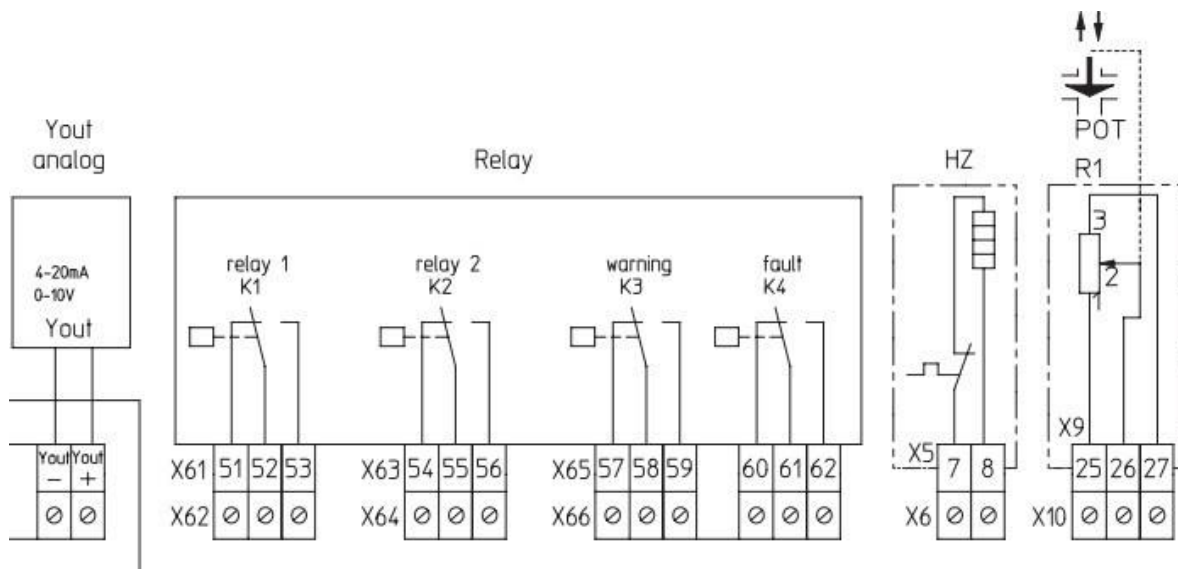 Yout
analog
4-20mA
0-10V
Yout
Yout
-
Yout
+
Relay
relay 1
K1
relay 2
K2
warning
K3
fault
K4
X61 51 52 53
X63 54 55 56
X65 57 58 59
60 61 62
X62
X64
X66
HZ
X5 7 8
X6
POT
R1
3
2
1
X9
25 26 27
X10